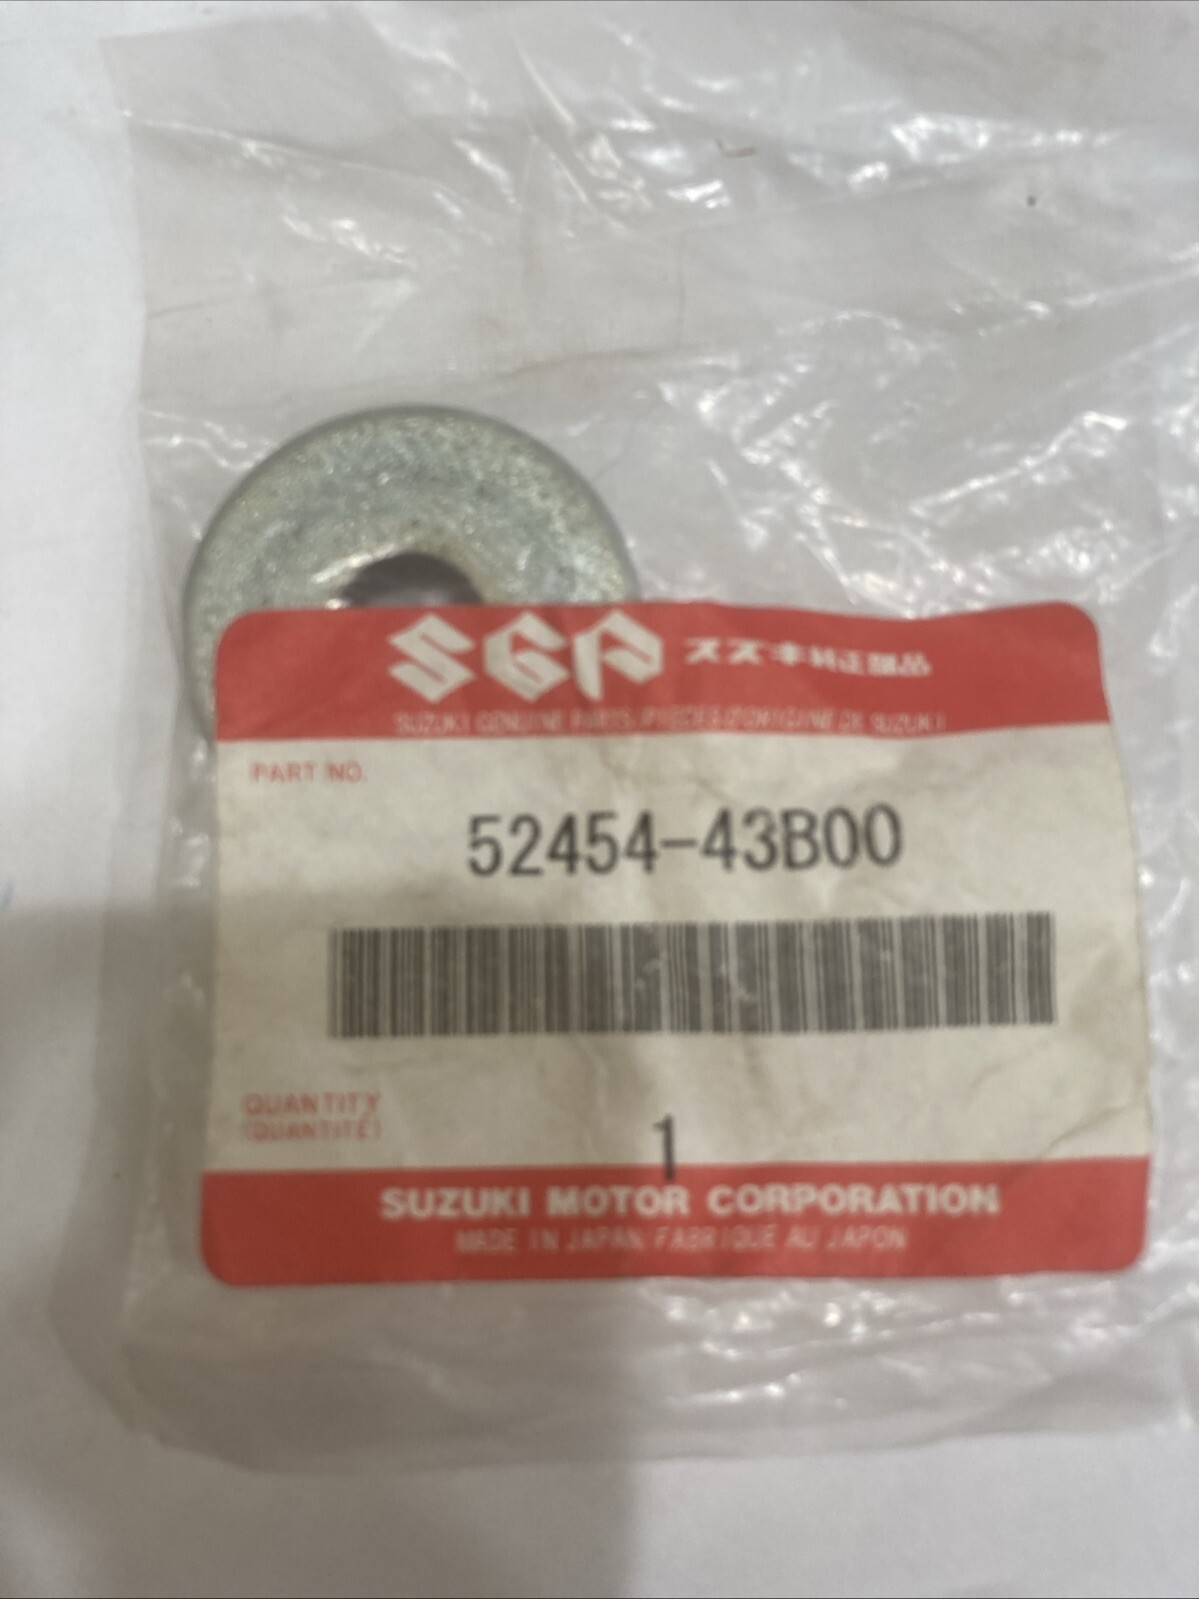 SGP スズキ純正部品
SUZUKI GENUINE PARTS/PIECES D'ORIGINE DE SUZUKI
PART NO.
52454-43B00
QUANTITY
(QUANTITÉ)
1
SUZUKI MOTOR CORPORATION
MADE IN JAPAN/FABRIQUÉ AU JAPON